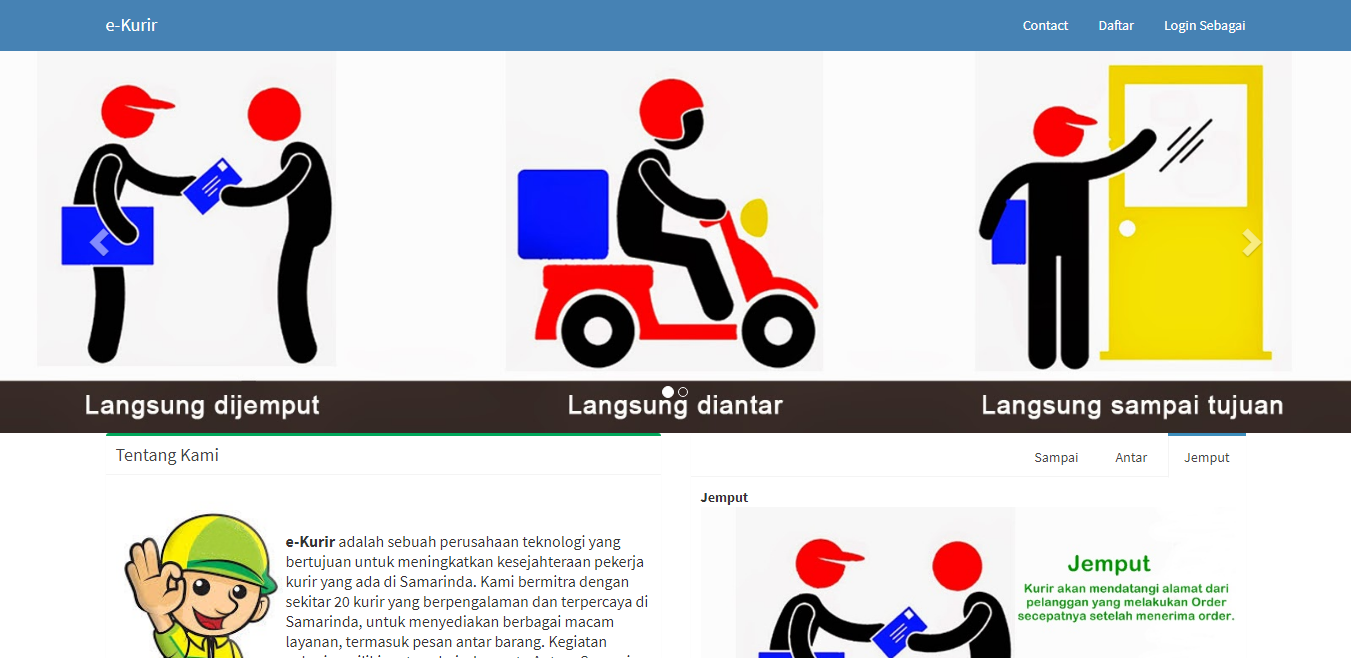 e-Kurir
Contact
Daftar
Login Sebagai
Langsung dijemput
Langsung diantar
Langsung sampai tujuan
Tentang Kami
e-Kurir adalah sebuah perusahaan teknologi yang
bertujuan untuk meningkatkan kesejahteraan pekerja
kurir yang ada di Samarinda. Kami bermitra dengan
sekitar 20 kurir yang berpengalaman dan terpercaya di
Samarinda, untuk menyediakan berbagai macam
layanan, termasuk pesan antar barang. Kegiatan
Sampai
Antar
Jemput
Jemput
Jemput
Kurir akan mendatangi alamat dari
pelanggan yang melakukan Order
secepatnya setelah menerima order.